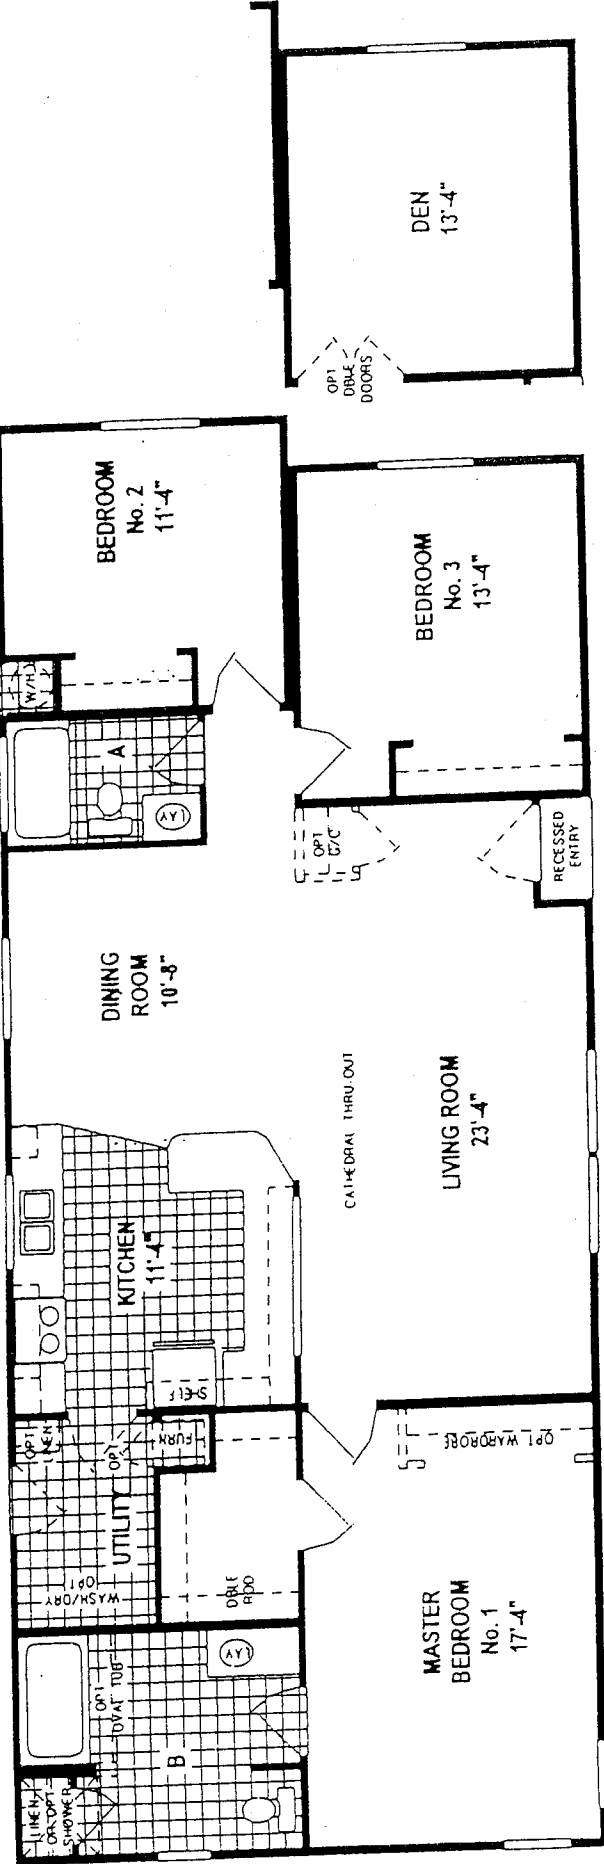 DEN
13'-4"
OPT
DBLE
DOORS
BEDROOM
No. 2
11'-4"
BEDROOM
No. 3
13'-4"
W/H
A
LAV
OPT
G/C
RECESSED
ENTRY
DINING
ROOM
10'-8"
CATHEDRAL THRU-OUT
LIVING ROOM
23'-4"
KITCHEN
11'-4"
SHELF
OPT
LINEN
OPT
FURN
UTILITY
OPT
WASH/DRY
DBLE
ROD
OPT WARDROBE
MASTER
BEDROOM
No. 1
17'-4"
LAV
OPT
OVAL TUB
B
LINEN
OR OPT
SHOWER